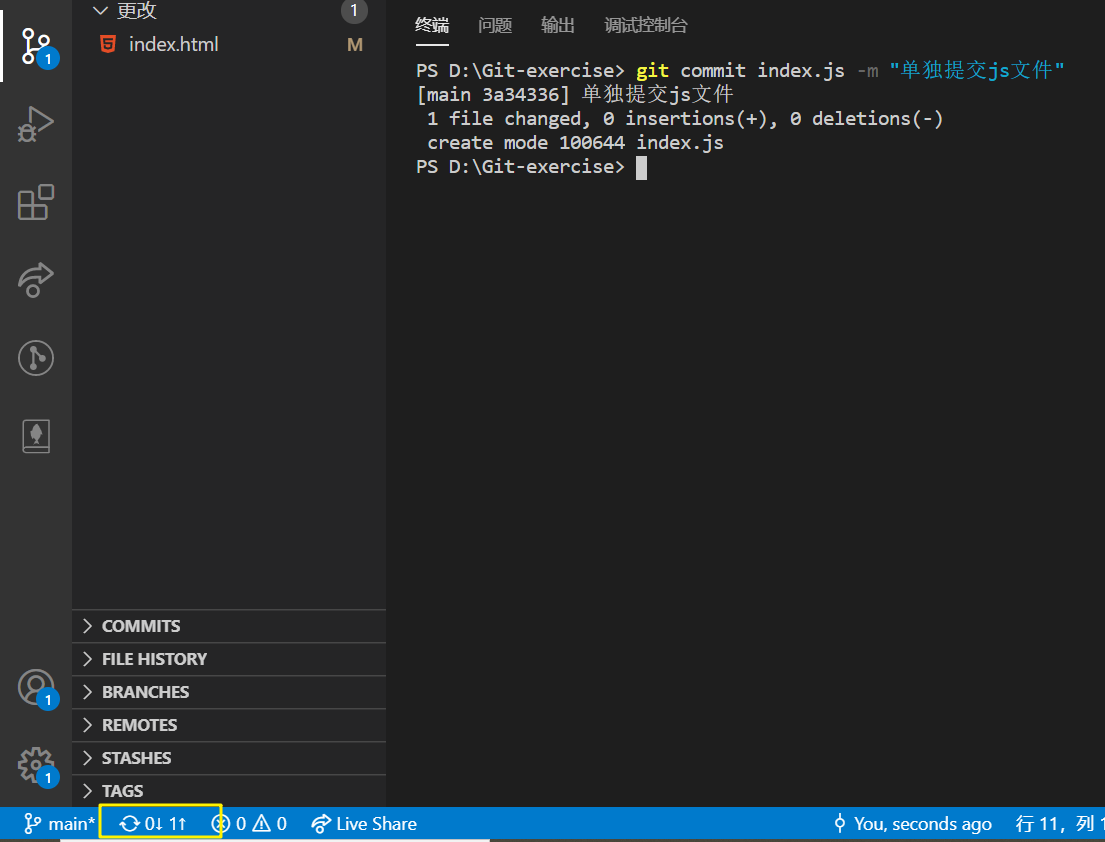 更改 1
index.html M
终端 问题 输出 调试控制台
PS D:\Git-exercise> git commit index.js -m "单独提交js文件"
[main 3a34336] 单独提交js文件
1 file changed, 0 insertions(+), 0 deletions(-)
create mode 100644 index.js
PS D:\Git-exercise>
1
COMMITS
FILE HISTORY
BRANCHES
REMOTES
STASHES
TAGS
1
1
main* 0↓ 1↑ 0 0 Live Share You, seconds ago 行 11，列 1